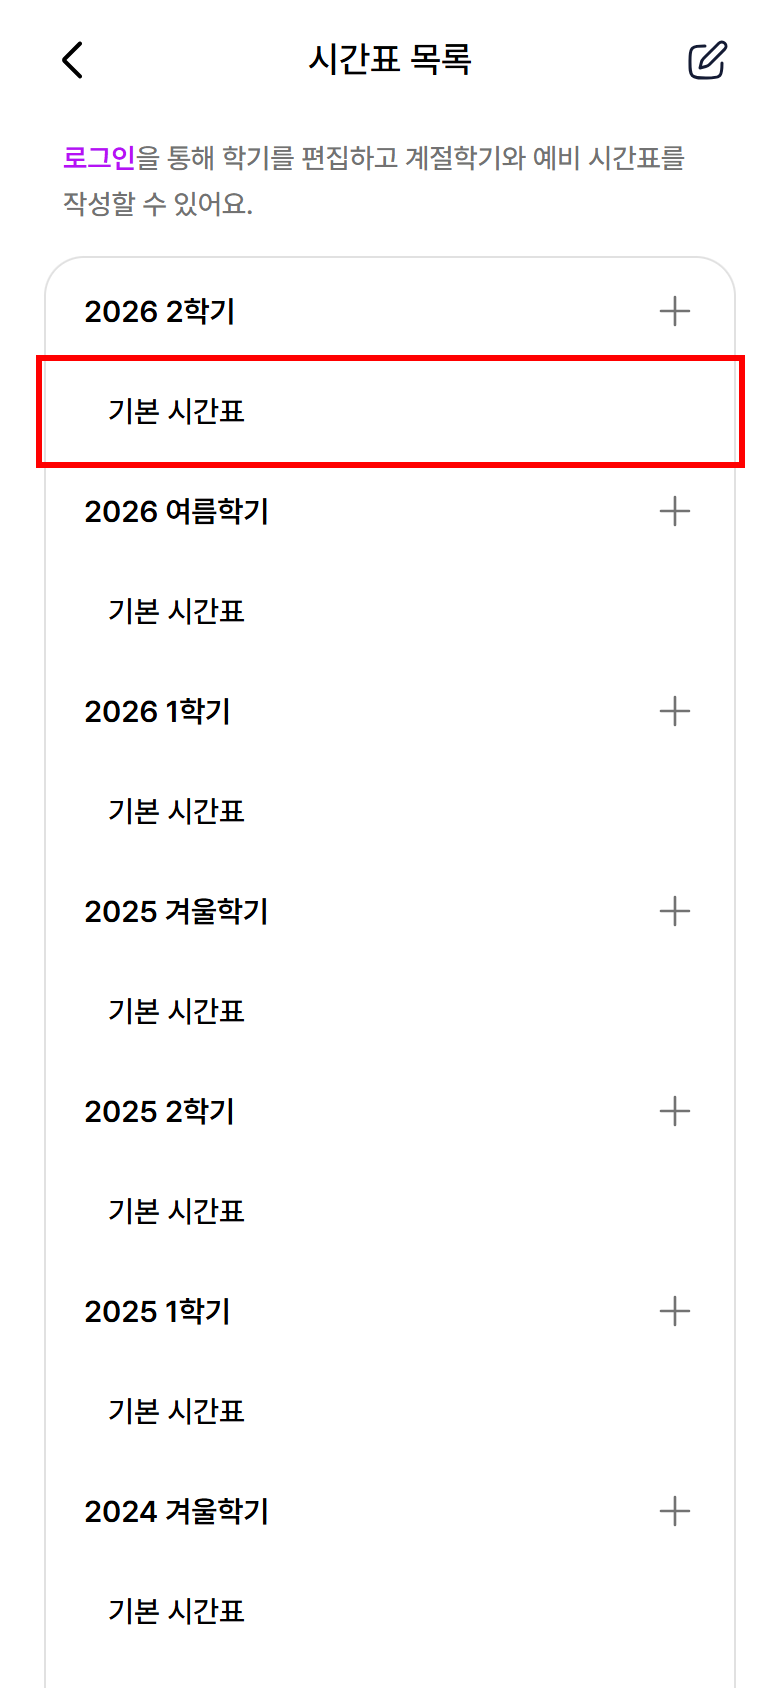 시간표 목록
로그인을 통해 학기를 편집하고 계절학기와 예비 시간표를
작성할 수 있어요.
2026 2학기
기본 시간표
2026 여름학기
기본 시간표
2026 1학기
기본 시간표
2025 겨울학기
기본 시간표
2025 2학기
기본 시간표
2025 1학기
기본 시간표
2024 겨울학기
기본 시간표